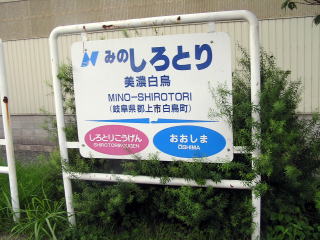 みのしろとり
美濃白鳥
MINO-SHIROTORI
(岐阜県郡上市白鳥町)
しろとりこうげん
SHIROTORIKOUGEN
おおしま
OSHIMA